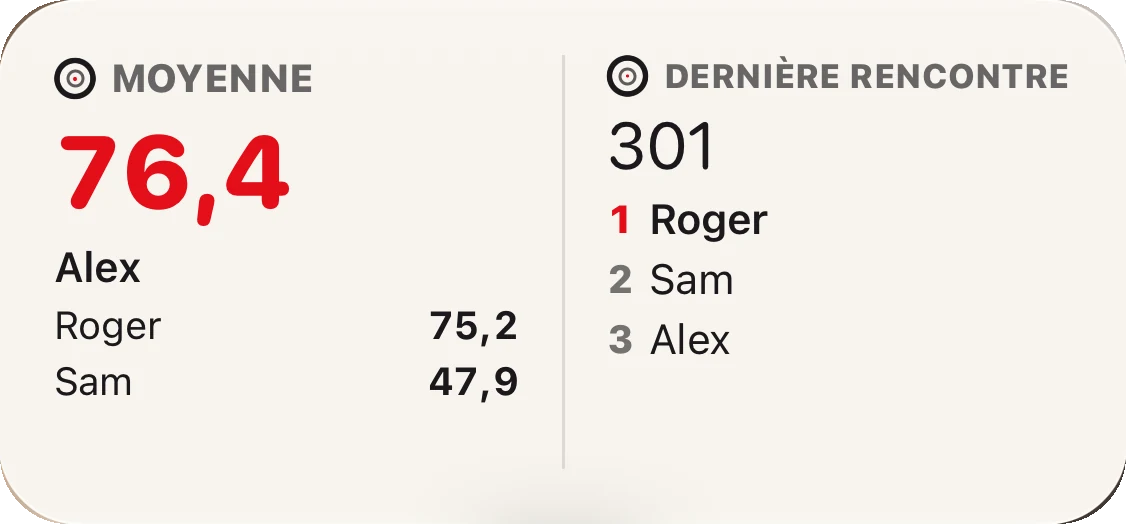 MOYENNE
76,4
Alex
Roger 75,2
Sam 47,9
DERNIÈRE RENCONTRE
301
1 Roger
2 Sam
3 Alex